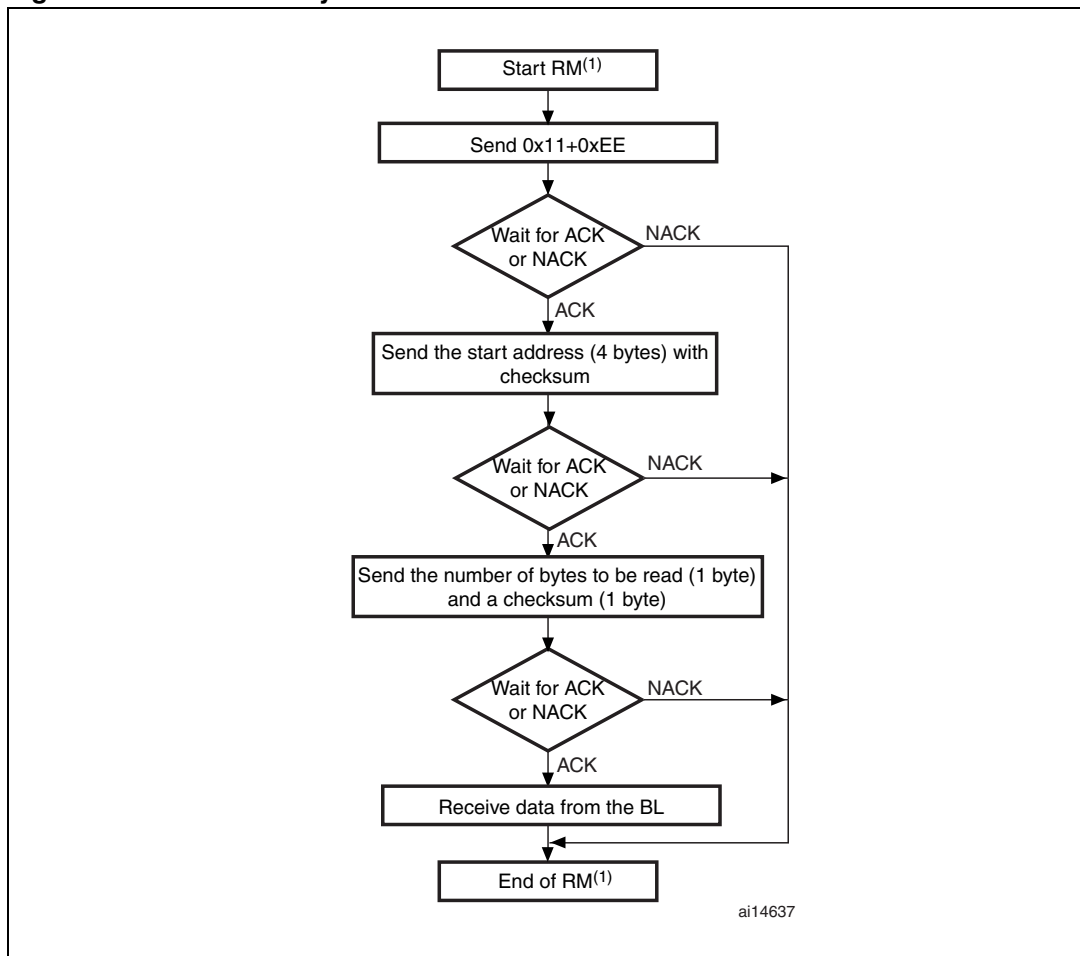 Start RM(1)
Send 0x11+0xEE
Wait for ACK
or NACK
NACK
ACK
Send the start address (4 bytes) with
checksum
Wait for ACK
or NACK
NACK
ACK
Send the number of bytes to be read (1 byte)
and a checksum (1 byte)
Wait for ACK
or NACK
NACK
ACK
Receive data from the BL
End of RM(1)
ai14637